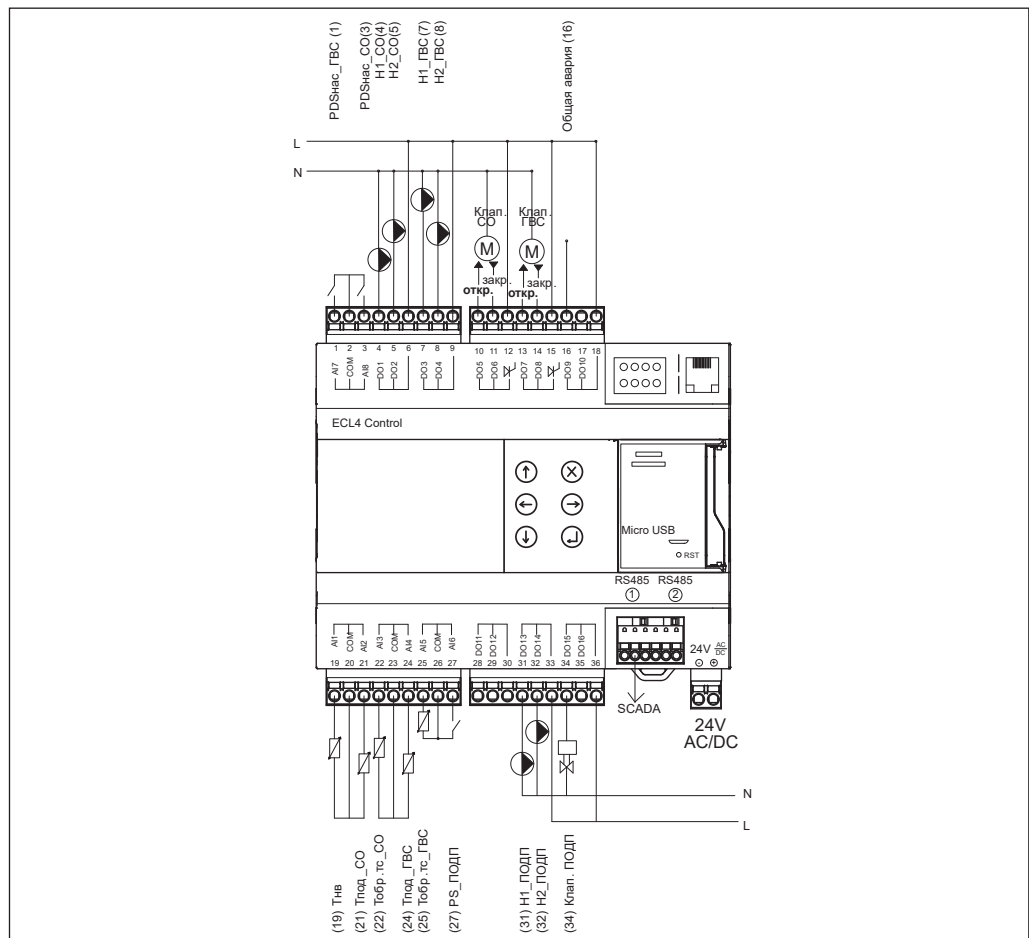 PDSнас_ГВС (1)
PDSнас_СО(3)
Н1_СО(4)
Н2_СО(5)
Н1_ГВС (7)
Н2_ГВС (8)
Общая авария (16)
L
N
Клап.
СО
Клап.
ГВС
M
M
откр.
закр.
откр.
закр.
1 2 3 4 5 6 7 8 9
10 11 12 13 14 15 16 17 18
AI7
COM
AI8
DO1
DO2
DO3
DO4
DO5
DO6
DO7
DO8
DO9
DO10
ECL4 Control
Micro USB
RST
RS485 RS485
1 2
AI1
COM
AI2
AI3
COM
AI4
AI5
COM
AI6
DO11
DO12
DO13
DO14
DO15
DO16
19 20 21 22 23 24 25 26 27
28 29 30 31 32 33 34 35 36
24V AC DC
- +
SCADA
24V
AC/DC
N
L
(19) Тнв
(21) Тпод_СО
(22) Тобр.тс_СО
(24) Тпод_ГВС
(25) Тобр.тс_ГВС
(27) PS_ПОДП
(31) Н1_ПОДП
(32) Н2_ПОДП
(34) Клап. ПОДП